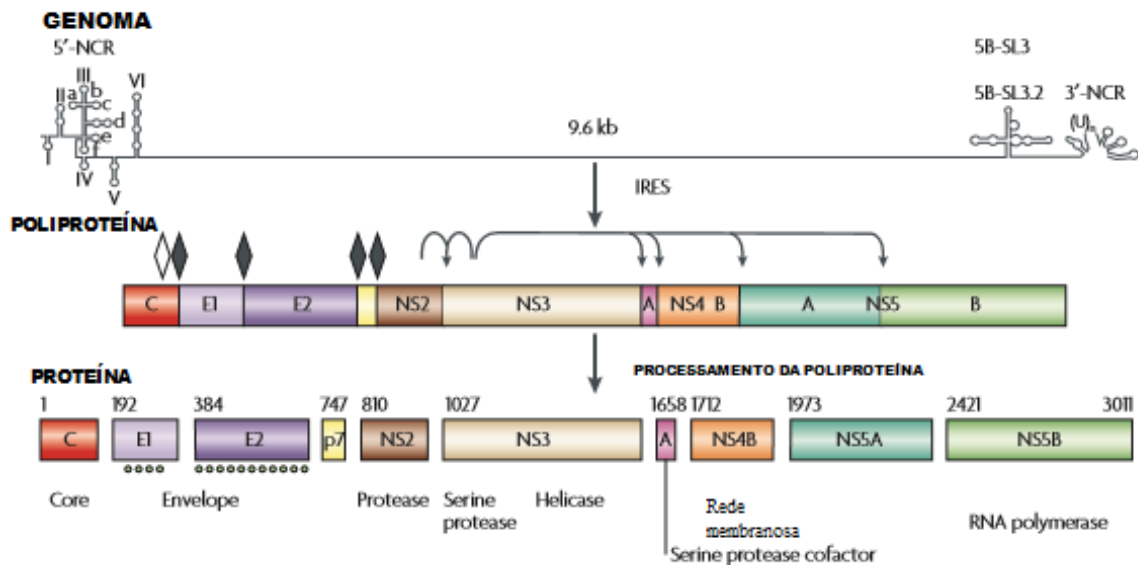 GENOMA
5′-NCR
5B-SL3
III
VI
II a b
c
5B-SL3.2
3′-NCR
d
(U)n
e
9.6 kb
f
I
IV
V
IRES
POLIPROTEÍNA
C E1 E2 NS2 NS3 A NS4 B A NS5 B
PROTEÍNA
PROCESSAMENTO DA POLIPROTEÍNA
1 192 384 747 810 1027 1658 1712 1973 2421 3011
C E1 E2 p7 NS2 NS3 A NS4B NS5A NS5B
Core Envelope Protease Serine protease Helicase
Rede membranosa
RNA polymerase
Serine protease cofactor